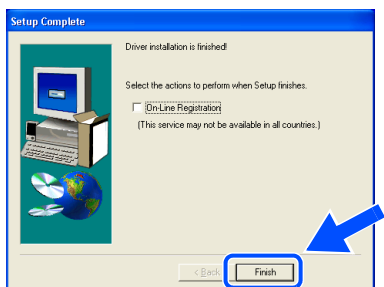 Setup Complete
Driver installation is finished!
Select the actions to perform when Setup finishes.
On-Line Registration
(This service may not be available in all countries.)
< Back
Finish